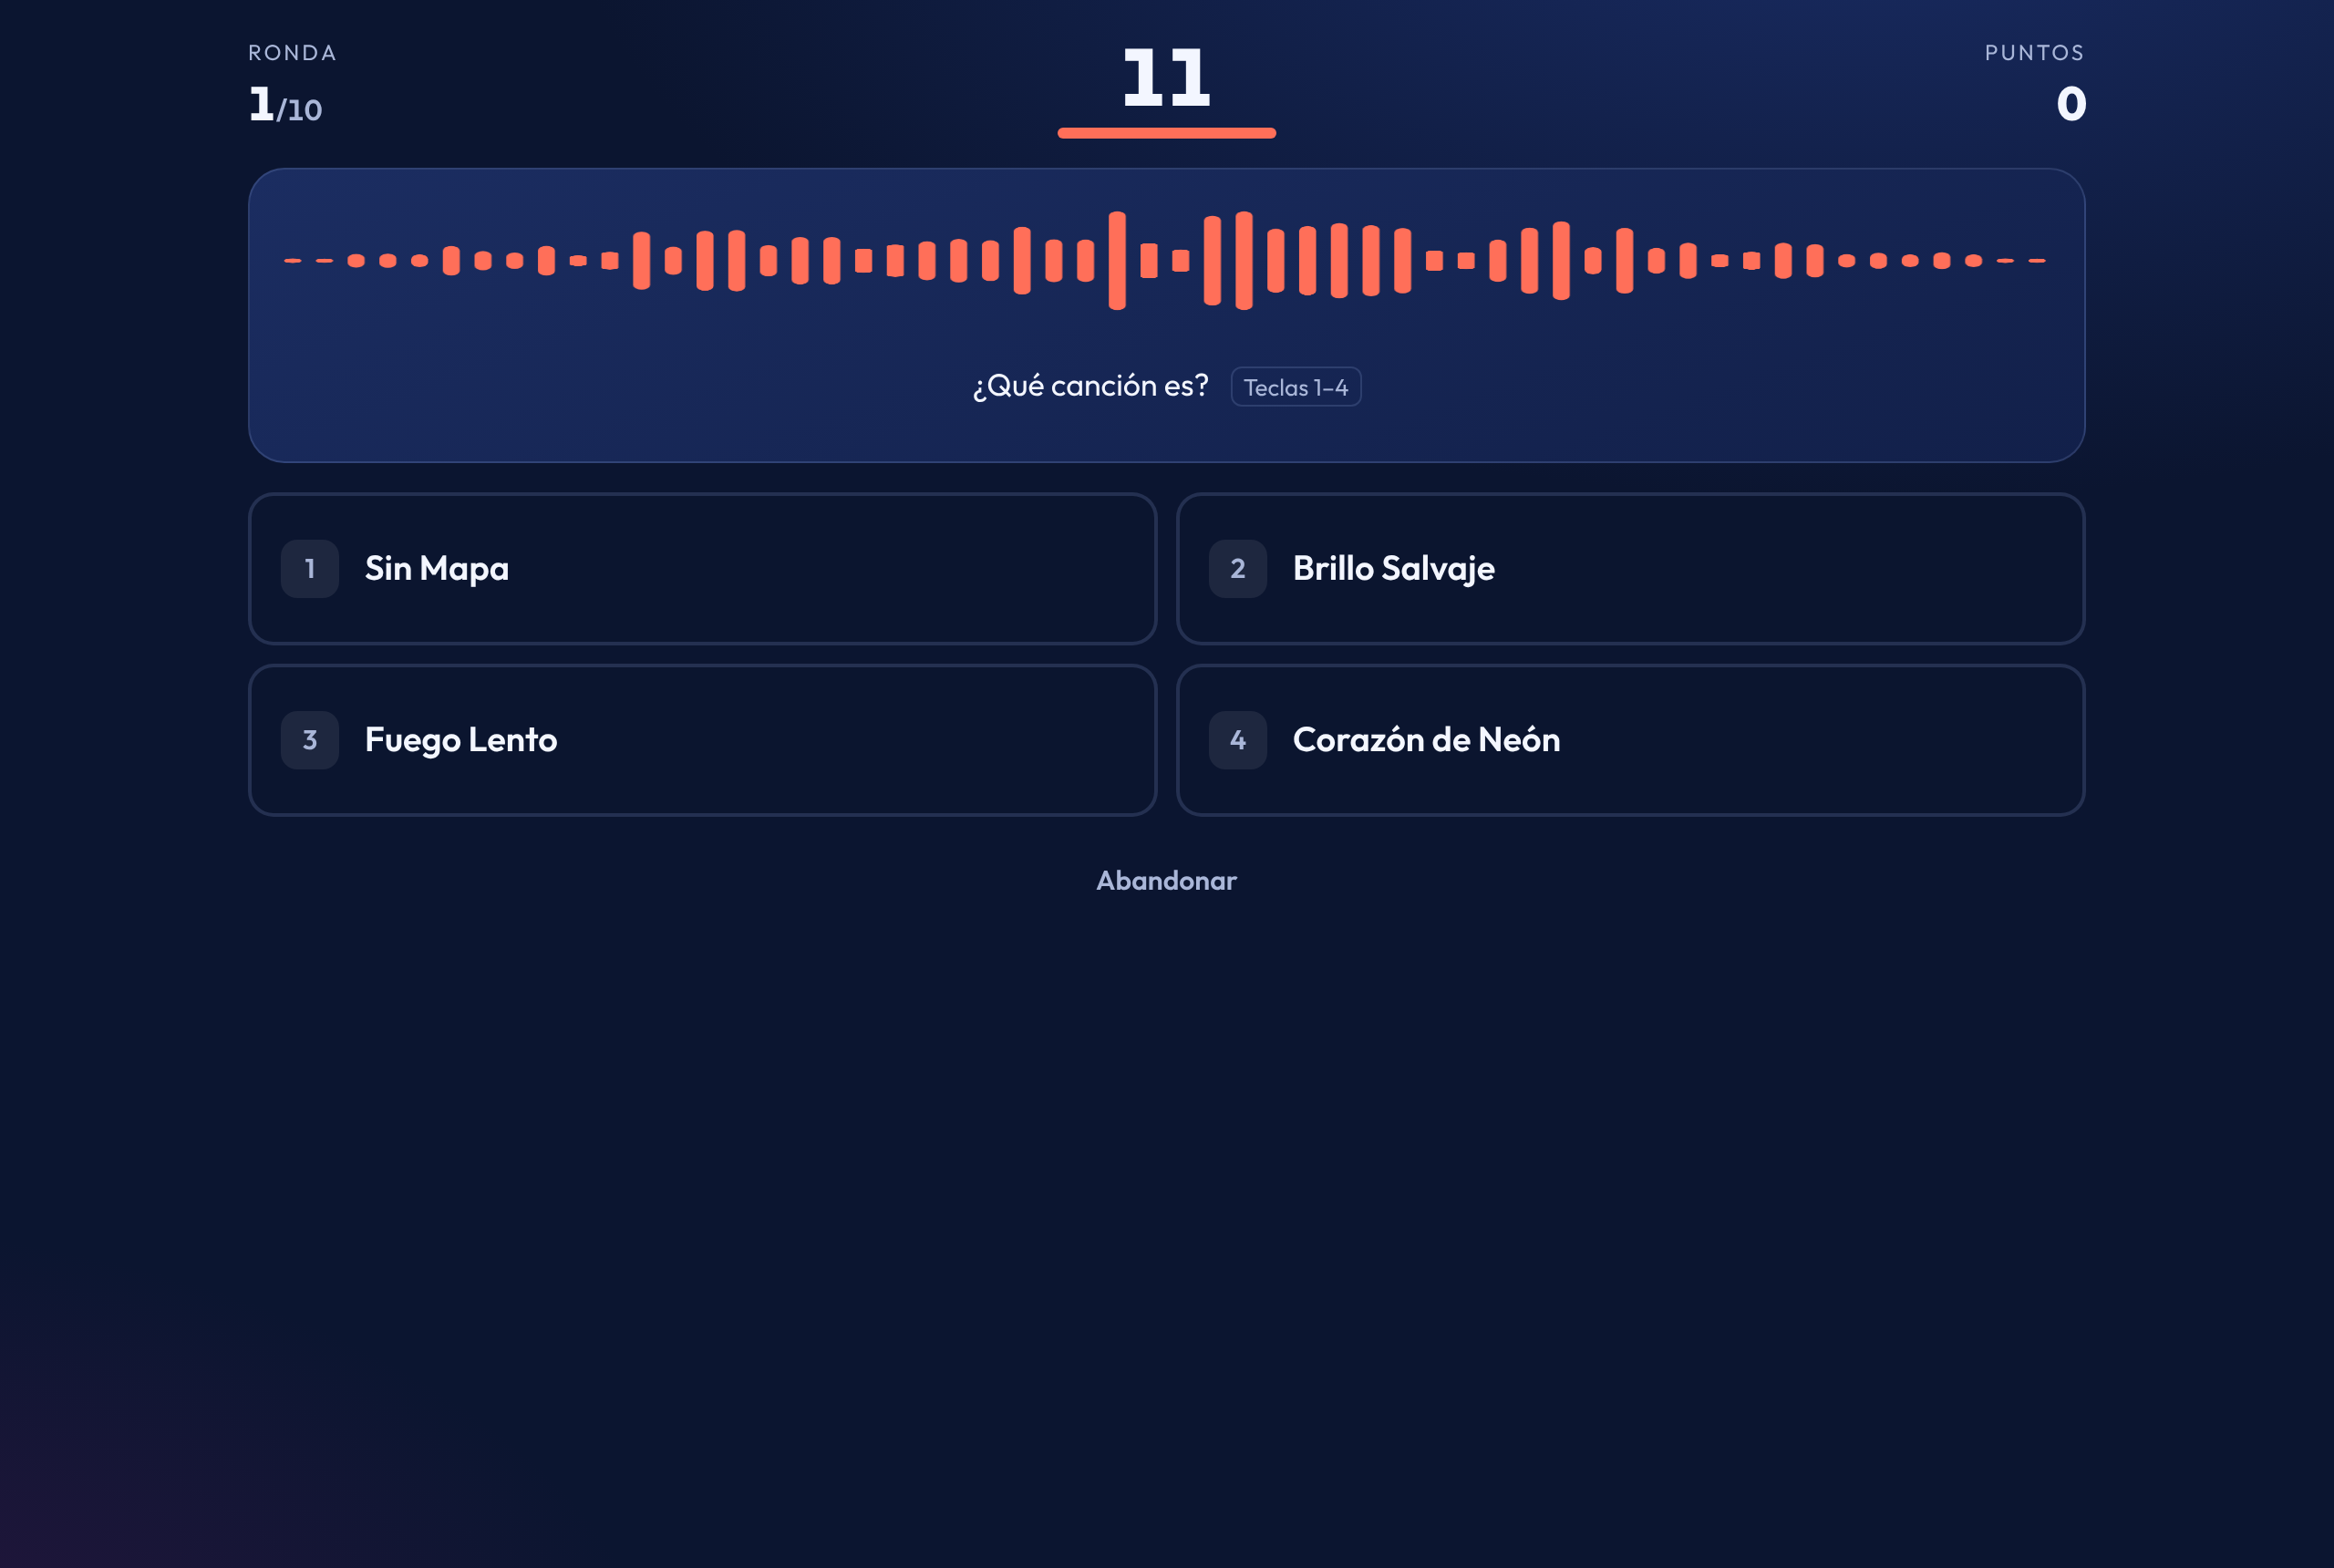 RONDA
1/10
11
PUNTOS
0
¿Qué canción es? Teclas 1–4
1 Sin Mapa
2 Brillo Salvaje
3 Fuego Lento
4 Corazón de Neón
Abandonar